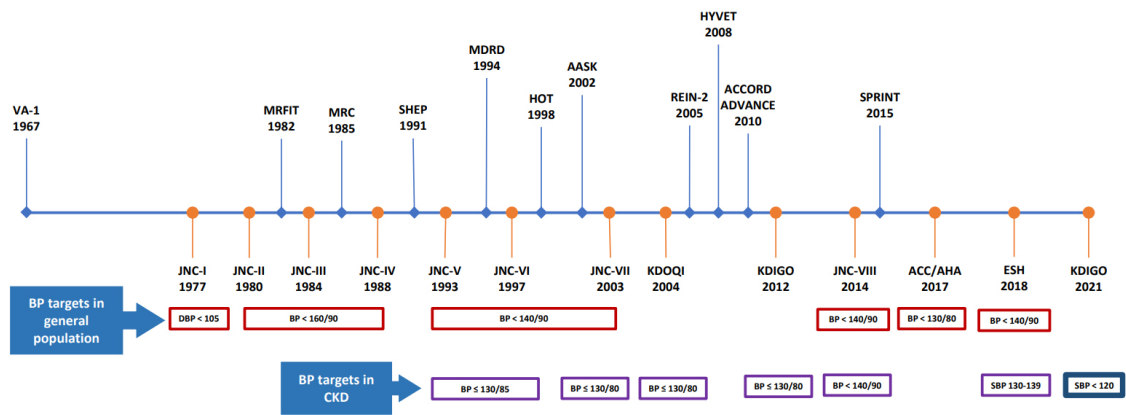 HYVET
2008
MDRD
1994
AASK
2002
VA-1
1967
MRFIT
1982
MRC
1985
SHEP
1991
HOT
1998
REIN-2
2005
ACCORD
ADVANCE
2010
SPRINT
2015
JNC-I
1977
JNC-II
1980
JNC-III
1984
JNC-IV
1988
JNC-V
1993
JNC-VI
1997
JNC-VII
2003
KDOQI
2004
KDIGO
2012
JNC-VIII
2014
ACC/AHA
2017
ESH
2018
KDIGO
2021
BP targets in
general
population
DBP < 105
BP < 160/90
BP < 140/90
BP < 140/90
BP < 130/80
BP < 140/90
BP targets in
CKD
BP ≤ 130/85
BP ≤ 130/80
BP ≤ 130/80
BP ≤ 130/80
BP < 140/90
SBP 130-139
SBP < 120